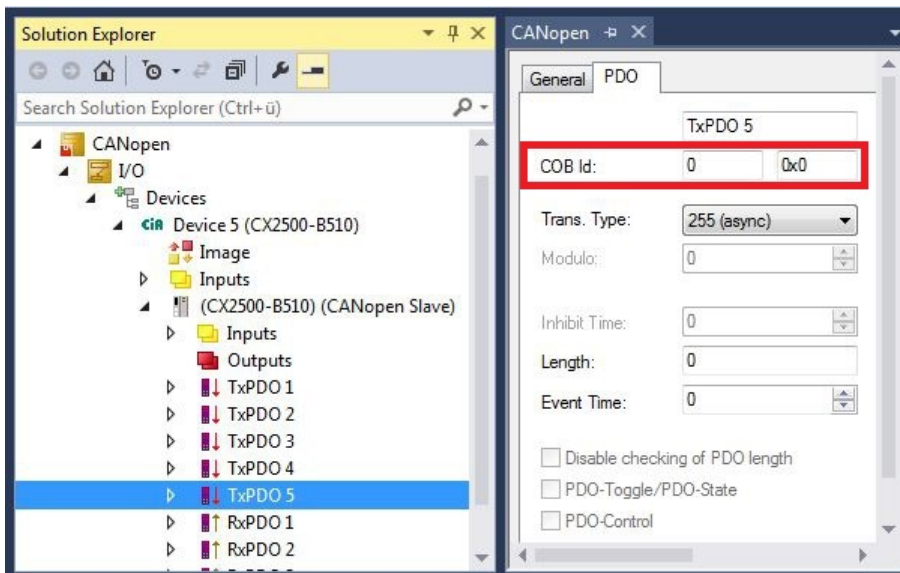 Solution Explorer
Search Solution Explorer (Ctrl+ü)
CANopen
I/O
Devices
CiA Device 5 (CX2500-B510)
Image
Inputs
(CX2500-B510) (CANopen Slave)
Inputs
Outputs
TxPDO 1
TxPDO 2
TxPDO 3
TxPDO 4
TxPDO 5
RxPDO 1
RxPDO 2
CANopen
General PDO
TxPDO 5
COB Id: 0 0x0
Trans. Type: 255 (async)
Modulo: 0
Inhibit Time: 0
Length: 0
Event Time: 0
Disable checking of PDO length
PDO-Toggle/PDO-State
PDO-Control